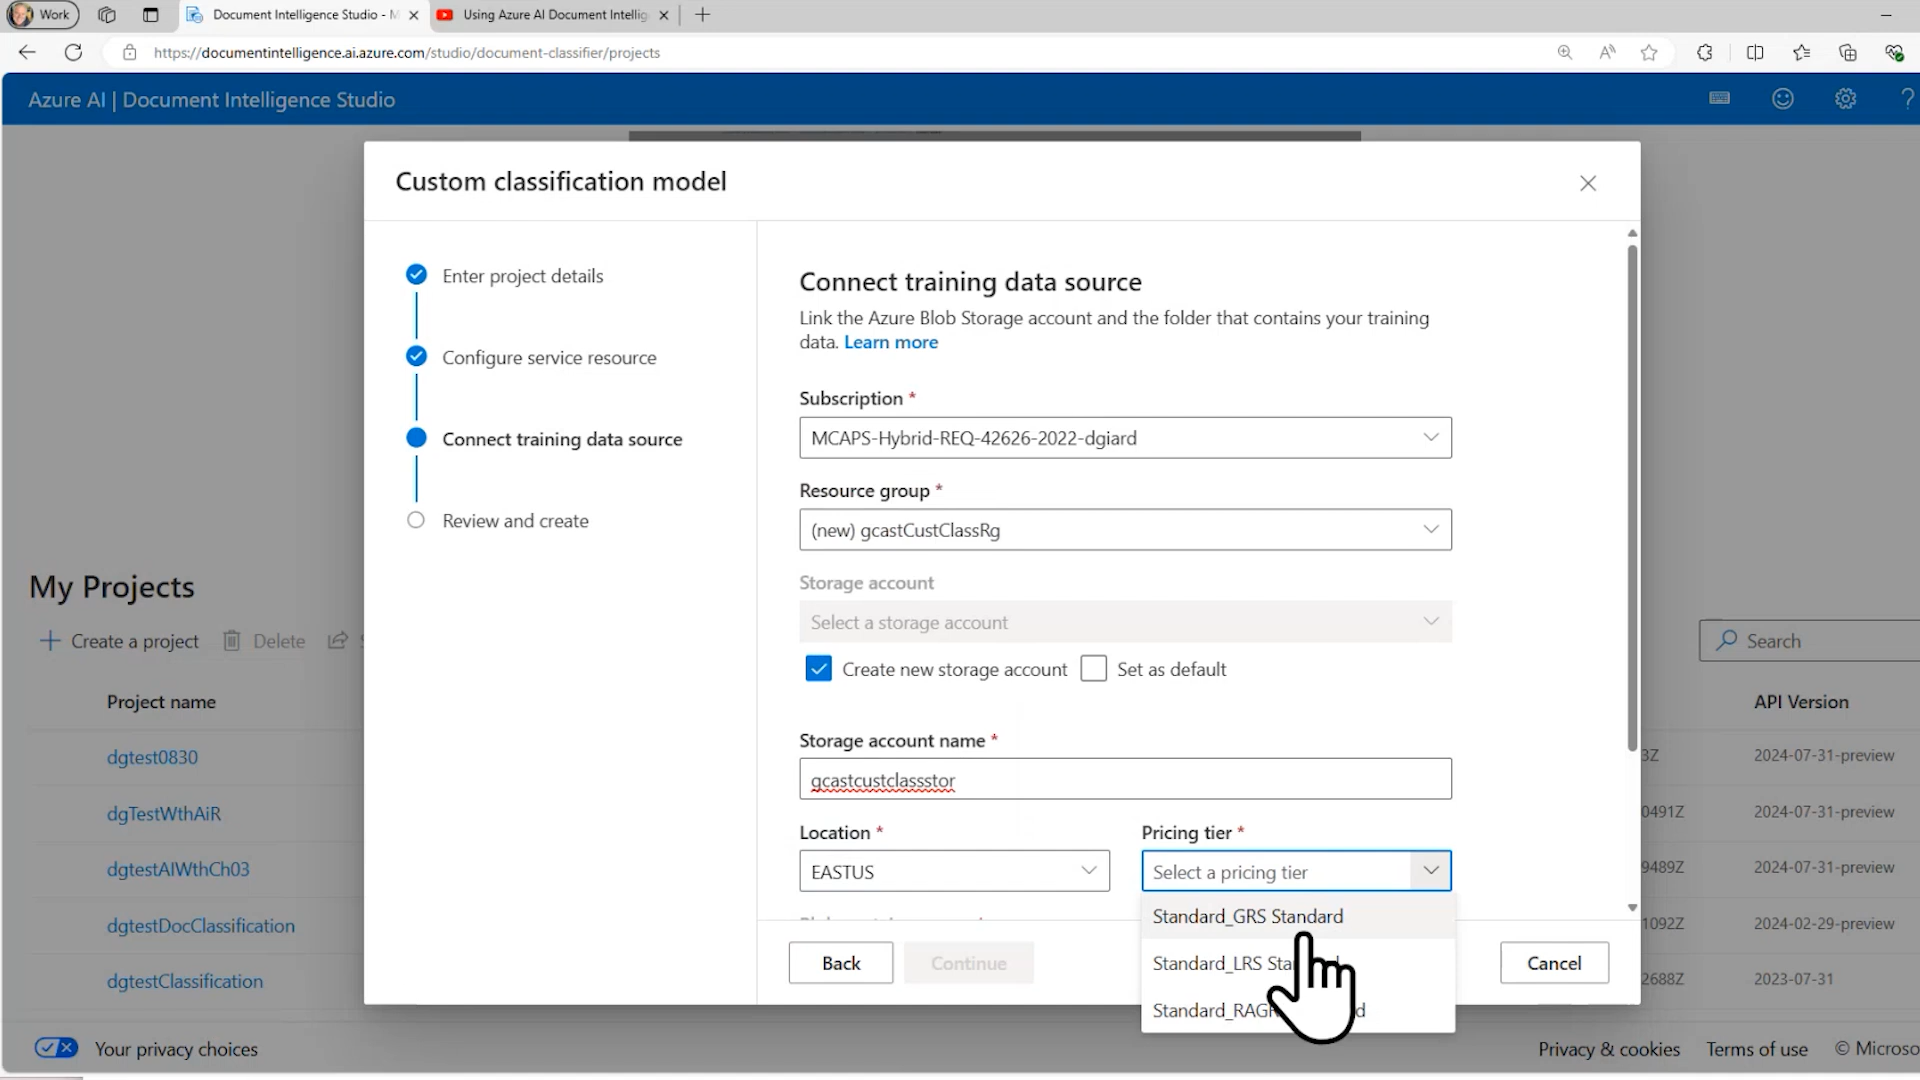 Work
Document Intelligence Studio - M
Using Azure AI Document Intellig
https://documentintelligence.ai.azure.com/studio/document-classifier/projects
Azure AI | Document Intelligence Studio
Custom classification model
Enter project details
Configure service resource
Connect training data source
Review and create
Connect training data source
Link the Azure Blob Storage account and the folder that contains your training
data. Learn more
Subscription *
MCAPS-Hybrid-REQ-42626-2022-dgiard
Resource group *
(new) gcastCustClassRg
Storage account
Select a storage account
Create new storage account
Set as default
Storage account name *
gcastcustclassstor
Location *
EASTUS
Pricing tier *
Select a pricing tier
Standard_GRS Standard
Standard_LRS
Back
Continue
Cancel
My Projects
Create a project
Delete
Search
Project name
API Version
dgtest0830
3Z
2024-07-31-preview
dgTestWthAiR
0491Z
2024-07-31-preview
dgtestAIWthCh03
9489Z
2024-07-31-preview
dgtestDocClassification
1092Z
2024-02-29-preview
dgtestClassification
2688Z
2023-07-31
Your privacy choices
Privacy & cookies
Terms of use
© Microso